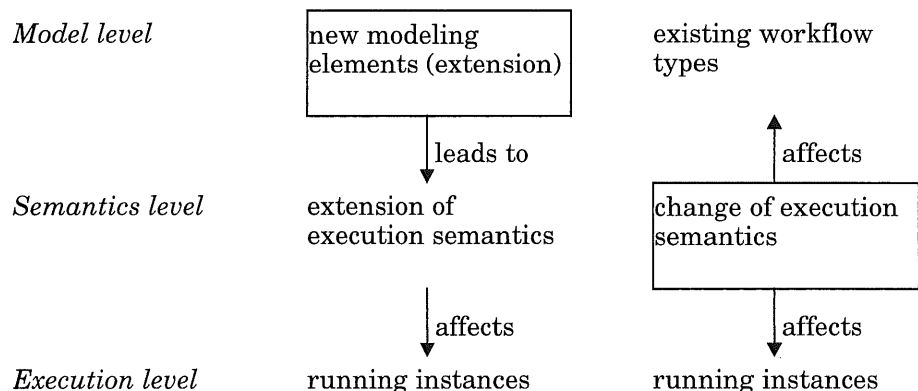 Model level
new modeling
elements (extension)
existing workflow
types
leads to
affects
Semantics level
extension of
execution semantics
change of execution
semantics
affects
affects
Execution level
running instances
running instances